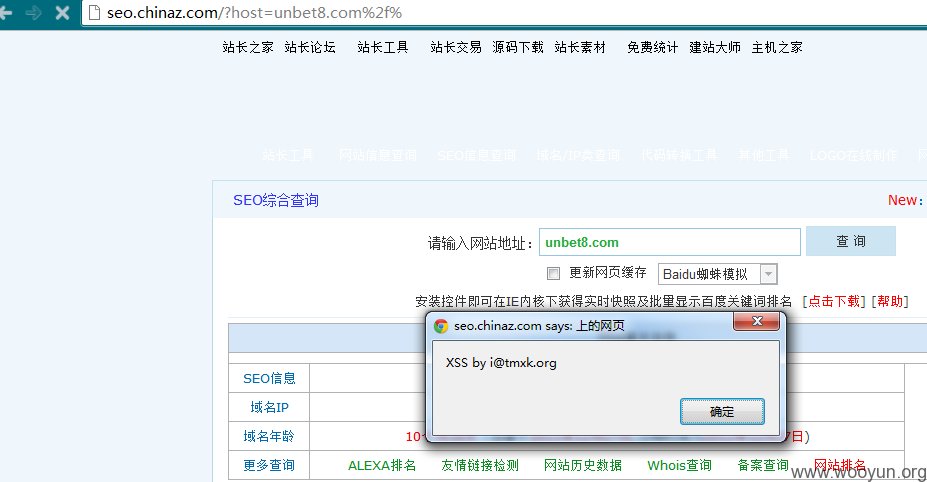 seo.chinaz.com/?host=unbet8.com%2f%
站长之家 站长论坛 站长工具 站长交易 源码下载 站长素材 免费统计 建站大师 主机之家
站长工具 网站信息查询 SEO信息查询 域名/IP类查询 代码转换工具 其他工具 LOGO在线制作
SEO综合查询 New:
请输入网站地址： unbet8.com 查 询
更新网页缓存 Baidu蜘蛛模拟
安装控件即可在IE内核下获得实时快照及批量显示百度关键词排名 [点击下载] [帮助]
seo.chinaz.com says: 上的网页
XSS by i@tmxk.org
确定
SEO信息
域名IP
域名年龄 10 日)
更多查询 ALEXA排名 友情链接检测 网站历史数据 Whois查询 备案查询 网站排名
www.wooyun.org